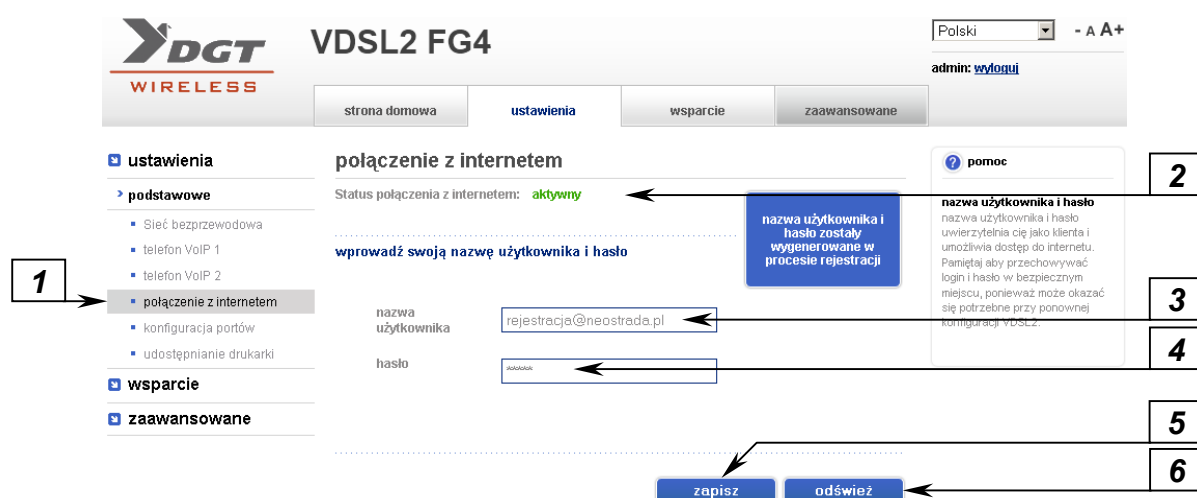 DGT
WIRELESS
VDSL2 FG4
Polski
- A A+
admin: wyloguj
strona domowa
ustawienia
wsparcie
zaawansowane
ustawienia
podstawowe
Sieć bezprzewodowa
telefon VoIP 1
telefon VoIP 2
połączenie z internetem
konfiguracja portów
udostępnianie drukarki
wsparcie
zaawansowane
1
połączenie z internetem
Status połączenia z internetem: aktywny
nazwa użytkownika i
hasło zostały
wygenerowane w
procesie rejestracji
wprowadź swoją nazwę użytkownika i hasło
nazwa
użytkownika
rejestracja@neostrada.pl
hasło
*****
zapisz
odśwież
pomoc
nazwa użytkownika i hasło
nazwa użytkownika i hasło
uwierzytelnia cię jako klienta i
umożliwia dostęp do internetu.
Pamiętaj aby przechowywać
login i hasło w bezpiecznym
miejscu, ponieważ może okazać
się potrzebne przy ponownej
konfiguracji VDSL2.
2
3
4
5
6